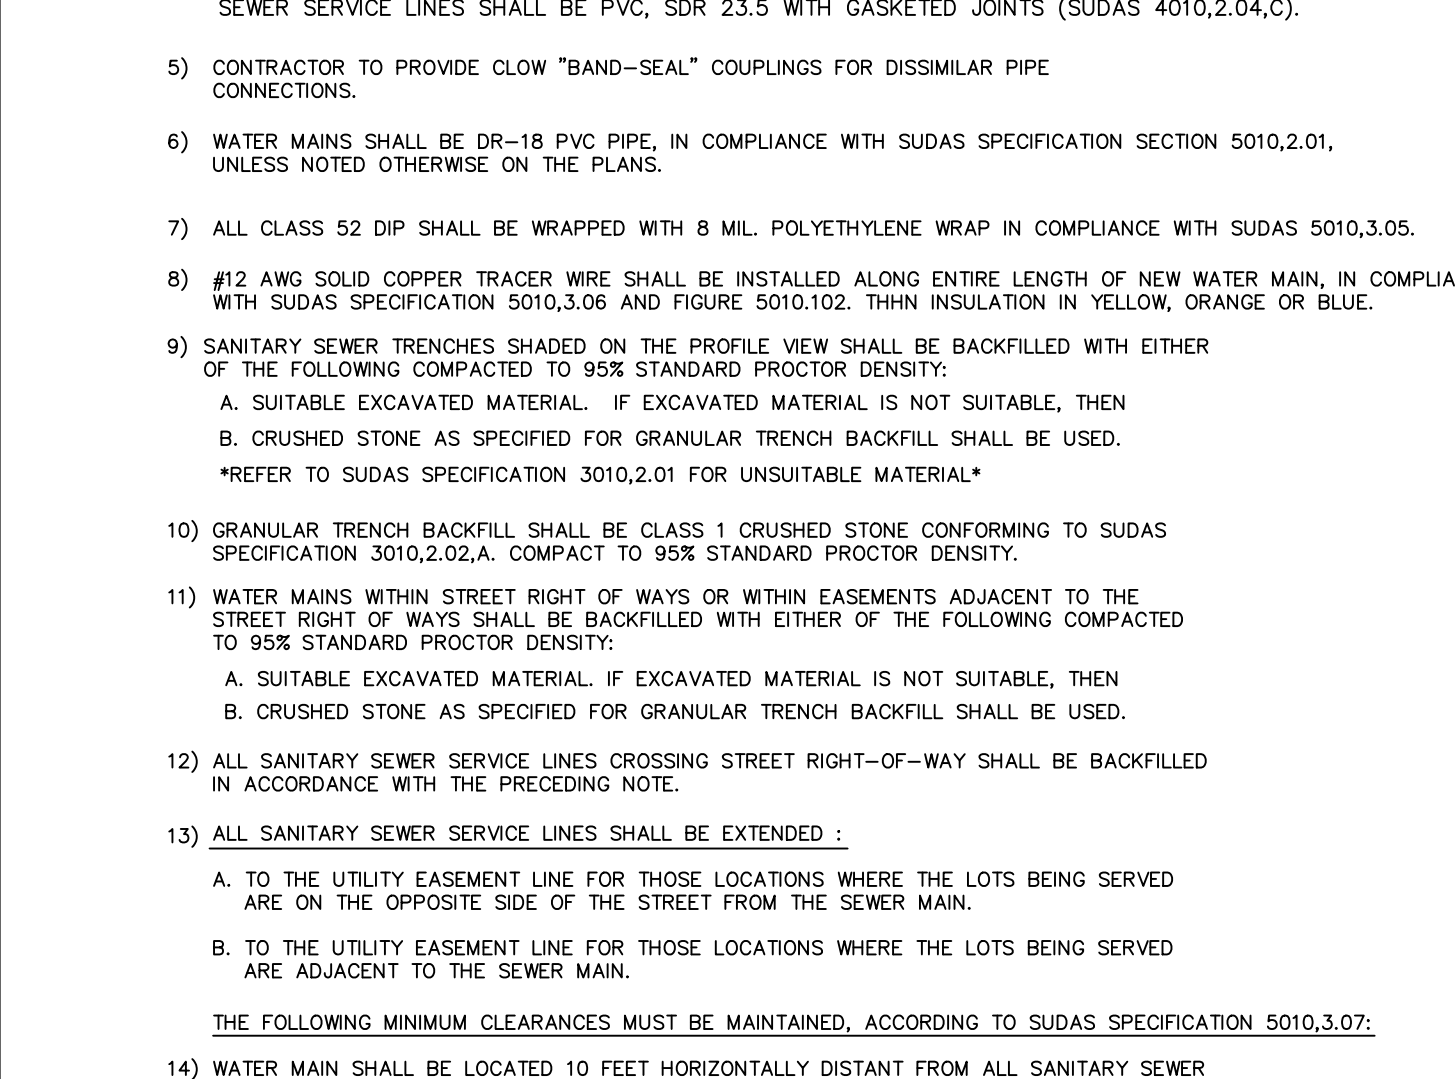 SEWER SERVICE LINES SHALL BE PVC, SDR 23.5 WITH GASKETED JOINTS (SUDAS 4010,2.04,C).
5) CONTRACTOR TO PROVIDE CLOW "BAND-SEAL" COUPLINGS FOR DISSIMILAR PIPE
CONNECTIONS.
6) WATER MAINS SHALL BE DR-18 PVC PIPE, IN COMPLIANCE WITH SUDAS SPECIFICATION SECTION 5010,2.01,
UNLESS NOTED OTHERWISE ON THE PLANS.
7) ALL CLASS 52 DIP SHALL BE WRAPPED WITH 8 MIL. POLYETHYLENE WRAP IN COMPLIANCE WITH SUDAS 5010,3.05.
8) #12 AWG SOLID COPPER TRACER WIRE SHALL BE INSTALLED ALONG ENTIRE LENGTH OF NEW WATER MAIN, IN COMPLIA
WITH SUDAS SPECIFICATION 5010,3.06 AND FIGURE 5010.102. THHN INSULATION IN YELLOW, ORANGE OR BLUE.
9) SANITARY SEWER TRENCHES SHADED ON THE PROFILE VIEW SHALL BE BACKFILLED WITH EITHER
OF THE FOLLOWING COMPACTED TO 95% STANDARD PROCTOR DENSITY:
A. SUITABLE EXCAVATED MATERIAL. IF EXCAVATED MATERIAL IS NOT SUITABLE, THEN
B. CRUSHED STONE AS SPECIFIED FOR GRANULAR TRENCH BACKFILL SHALL BE USED.
*REFER TO SUDAS SPECIFICATION 3010,2.01 FOR UNSUITABLE MATERIAL*
10) GRANULAR TRENCH BACKFILL SHALL BE CLASS 1 CRUSHED STONE CONFORMING TO SUDAS
SPECIFICATION 3010,2.02,A. COMPACT TO 95% STANDARD PROCTOR DENSITY.
11) WATER MAINS WITHIN STREET RIGHT OF WAYS OR WITHIN EASEMENTS ADJACENT TO THE
STREET RIGHT OF WAYS SHALL BE BACKFILLED WITH EITHER OF THE FOLLOWING COMPACTED
TO 95% STANDARD PROCTOR DENSITY:
A. SUITABLE EXCAVATED MATERIAL. IF EXCAVATED MATERIAL IS NOT SUITABLE, THEN
B. CRUSHED STONE AS SPECIFIED FOR GRANULAR TRENCH BACKFILL SHALL BE USED.
12) ALL SANITARY SEWER SERVICE LINES CROSSING STREET RIGHT-OF-WAY SHALL BE BACKFILLED
IN ACCORDANCE WITH THE PRECEDING NOTE.
13) ALL SANITARY SEWER SERVICE LINES SHALL BE EXTENDED :
A. TO THE UTILITY EASEMENT LINE FOR THOSE LOCATIONS WHERE THE LOTS BEING SERVED
ARE ON THE OPPOSITE SIDE OF THE STREET FROM THE SEWER MAIN.
B. TO THE UTILITY EASEMENT LINE FOR THOSE LOCATIONS WHERE THE LOTS BEING SERVED
ARE ADJACENT TO THE SEWER MAIN.
THE FOLLOWING MINIMUM CLEARANCES MUST BE MAINTAINED, ACCORDING TO SUDAS SPECIFICATION 5010,3.07:
14) WATER MAIN SHALL BE LOCATED 10 FEET HORIZONTALLY DISTANT FROM ALL SANITARY SEWER